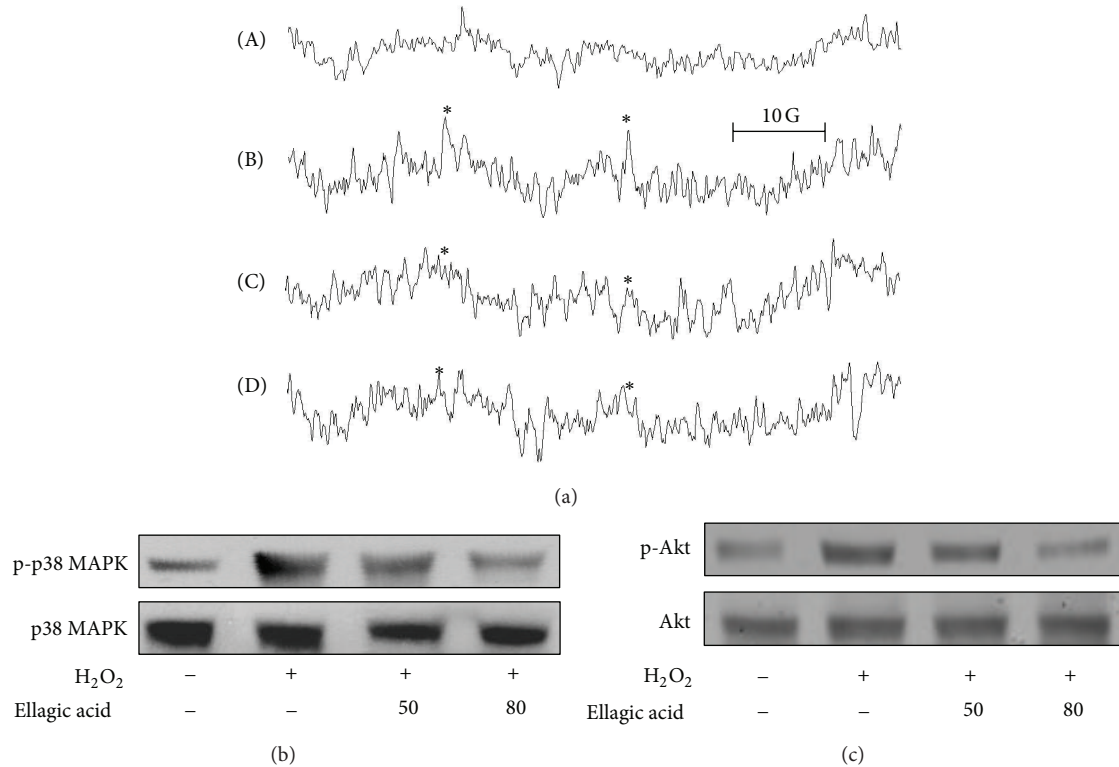 (A)
* *
10 G
(B)
*
*
(C)
*
*
(D)
(a)
p-p38 MAPK
p38 MAPK
H₂O₂ – + + +
Ellagic acid – – 50 80
(b)
p-Akt
Akt
H₂O₂ – + + +
Ellagic acid – – 50 80
(c)